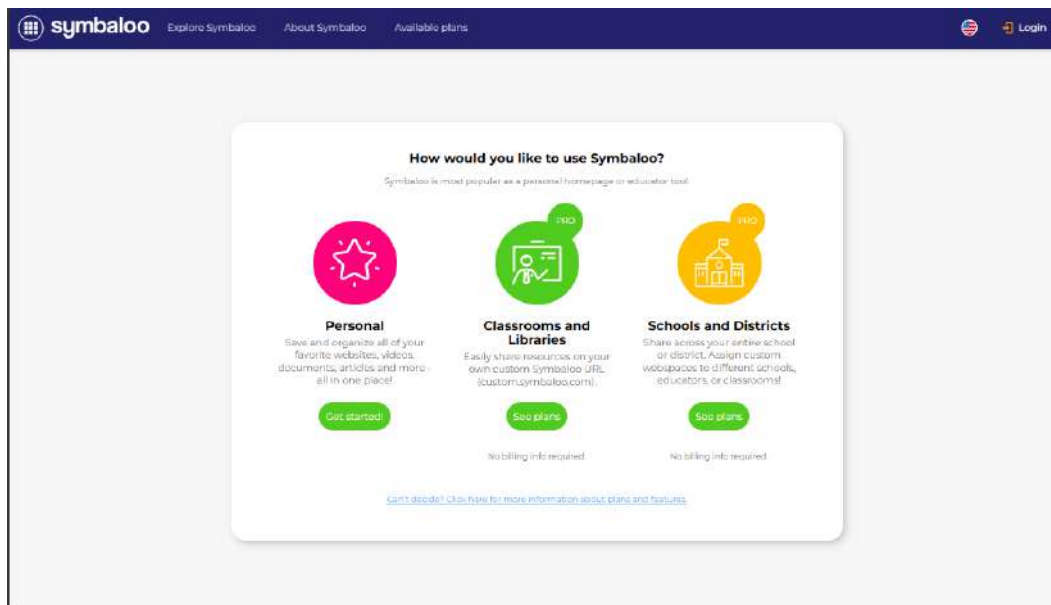 symbaloo Explore Symbaloo About Symbaloo Available plans Login
How would you like to use Symbaloo?
Symbaloo is most popular as a personal homepage or educator tool.
PRO PRO
Personal
Save and organize all of your
favorite websites, videos,
documents, articles and more -
all in one place!
Get started!
Classrooms and
Libraries
Easily share resources on your
own custom Symbaloo URL
(custom.symbaloo.com).
See plans
No billing info required
Schools and Districts
Share across your entire school
or district. Assign custom
webspaces to different schools,
educators, or classrooms!
See plans
No billing info required
Can't decide? Click here for more information about plans and features.